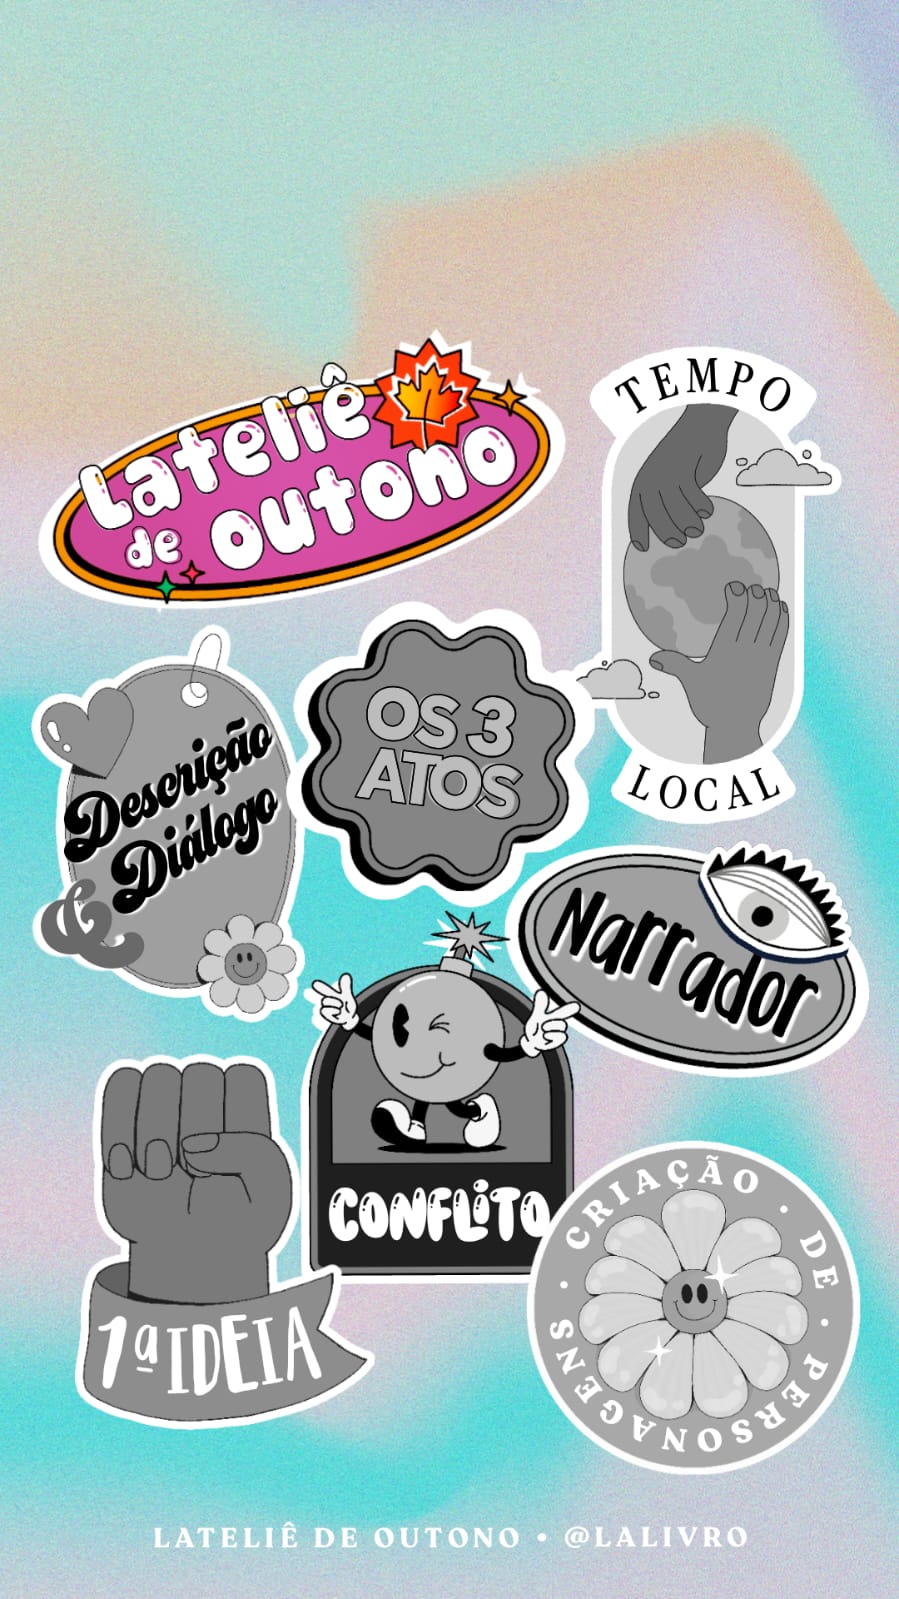 Lateliê
de outono
TEMPO
LOCAL
Descrição
& Diálogo
OS 3
ATOS
Narrador
CONFLITO
1ª IDEIA
CRIAÇÃO · DE · PERSONAGENS ·
LATELIÊ DE OUTONO • @LALIVRO